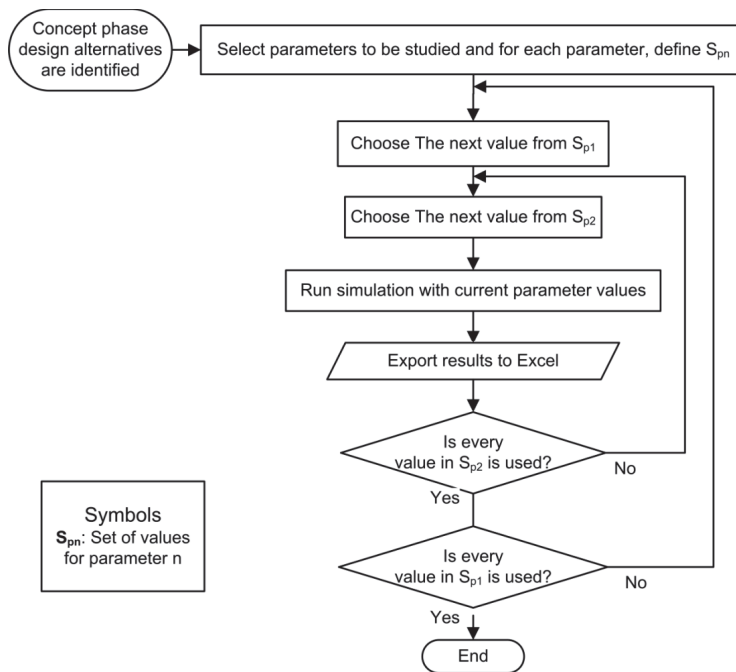 Concept phase
design alternatives
are identified
Select parameters to be studied and for each parameter, define Spn
Choose The next value from Sp1
Choose The next value from Sp2
Run simulation with current parameter values
Export results to Excel
Is every
value in Sp2 is used?
No
Yes
Symbols
Spn: Set of values
for parameter n
Is every
value in Sp1 is used?
No
Yes
End